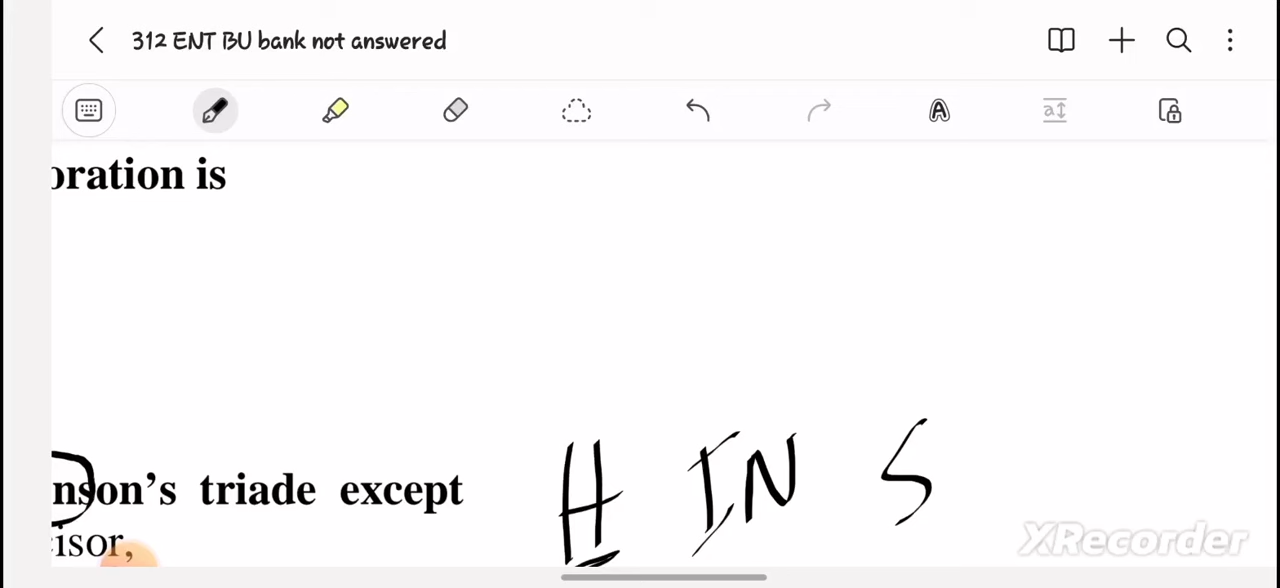 312 ENT BU bank not answered
oration is
H IN S
nson's triade except
isor,
XRecorder